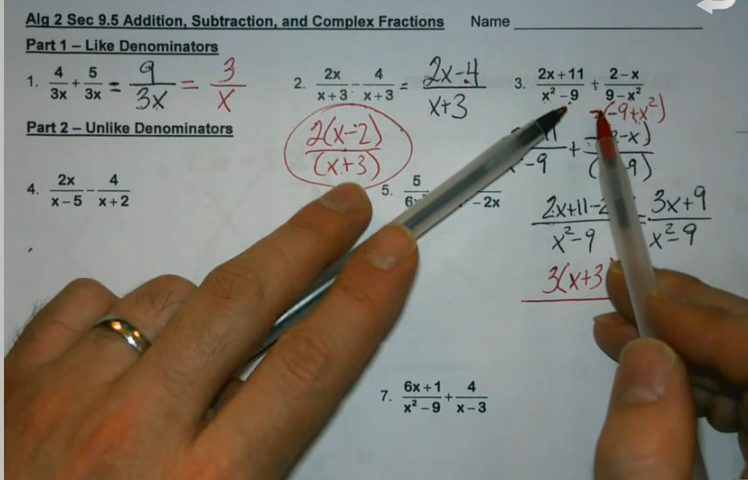 Alg 2 Sec 9.5 Addition, Subtraction, and Complex Fractions Name
Part 1 – Like Denominators
1. 4/3x + 5/3x = 9/3x = 3/x
2. 2x/x+3 - 4/x+3 = 2x-4/x+3
2(x-2)/(x+3)
3. 2x+11/x²-9 + 2-x/9-x²
-(-9+x²)
2x+11-2 3x+9/x²-9
x²-9
3(x+3
Part 2 – Unlike Denominators
4. 2x/x-5 - 4/x+2
5. 5
-2x
7. 6x+1/x²-9 + 4/x-3